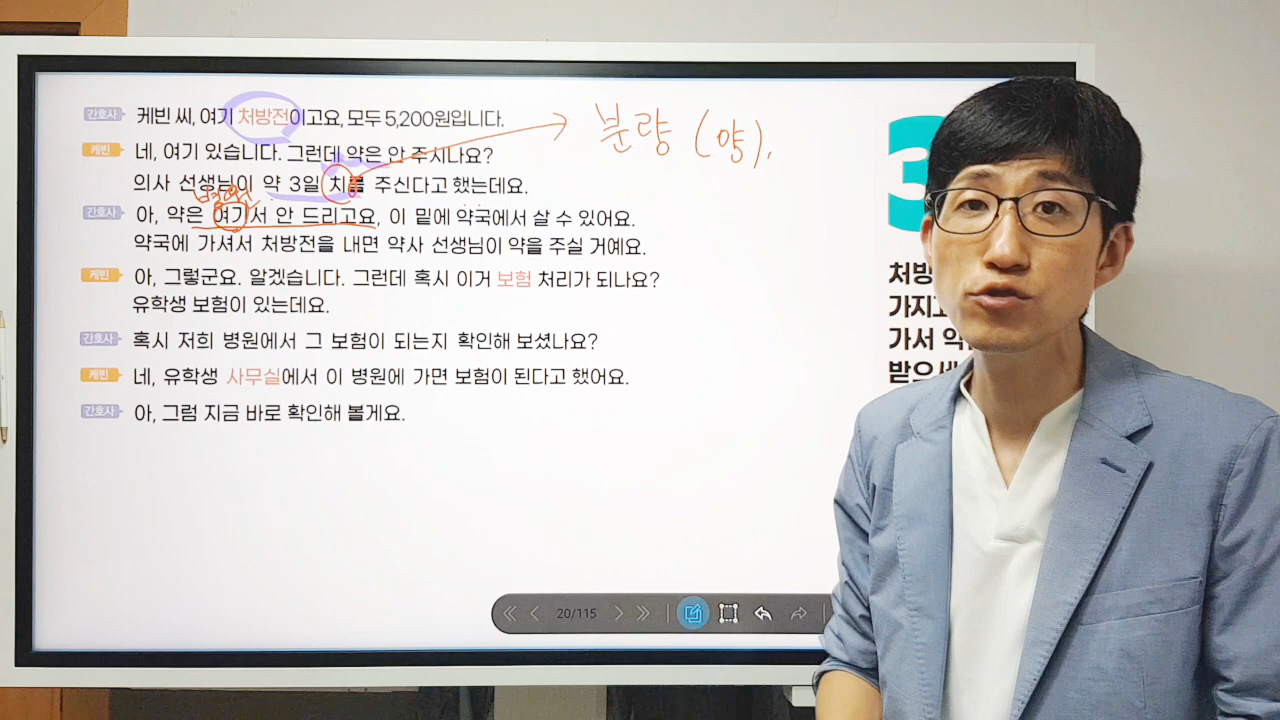 간호사 케빈 씨, 여기 처방전이고요, 모두 5,200원입니다.
케빈 네, 여기 있습니다. 그런데 약은 안 주시나요?
의사 선생님이 약 3일 치를 주신다고 했는데요.
분량 (약).
병원
간호사 아, 약은 여기서 안 드리고요, 이 밑에 약국에서 살 수 있어요.
약국에 가셔서 처방전을 내면 약사 선생님이 약을 주실 거예요.
케빈 아, 그렇군요. 알겠습니다. 그런데 혹시 이거 보험 처리가 되나요?
유학생 보험이 있는데요.
간호사 혹시 저희 병원에서 그 보험이 되는지 확인해 보셨나요?
케빈 네, 유학생 사무실에서 이 병원에 가면 보험이 된다고 했어요.
간호사 아, 그럼 지금 바로 확인해 볼게요.
3
처방
가지고
가서
받으세
20/115